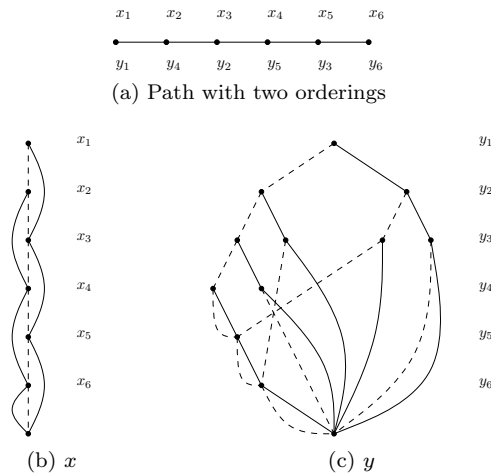 x1 x2 x3 x4 x5 x6
y1 y4 y2 y5 y3 y6
(a) Path with two orderings
x1 y1
x2 y2
x3 y3
x4 y4
x5 y5
x6 y6
(b) x (c) y